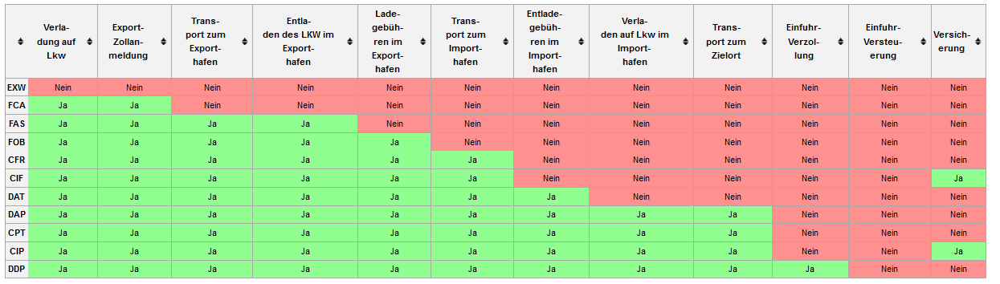 Verla-
dung auf
Lkw
Export-
Zollan-
meldung
Trans-
port zum
Export-
hafen
Entla-
den des LKW im
Export-
hafen
Lade-
gebüh-
ren im
Export-
hafen
Trans-
port zum
Import-
hafen
Entlade-
gebüh-
ren im
Import-
hafen
Verla-
den auf Lkw im
Import-
hafen
Trans-
port zum
Zielort
Einfuhr-
Verzol-
lung
Einfuhr-
Versteu-
erung
Versich-
erung
EXW Nein Nein Nein Nein Nein Nein Nein Nein Nein Nein Nein Nein
FCA Ja Ja Nein Nein Nein Nein Nein Nein Nein Nein Nein Nein
FAS Ja Ja Ja Ja Nein Nein Nein Nein Nein Nein Nein Nein
FOB Ja Ja Ja Ja Ja Nein Nein Nein Nein Nein Nein Nein
CFR Ja Ja Ja Ja Ja Ja Nein Nein Nein Nein Nein Nein
CIF Ja Ja Ja Ja Ja Ja Nein Nein Nein Nein Nein Ja
DAT Ja Ja Ja Ja Ja Ja Ja Nein Nein Nein Nein Nein
DAP Ja Ja Ja Ja Ja Ja Ja Ja Ja Nein Nein Nein
CPT Ja Ja Ja Ja Ja Ja Ja Ja Ja Nein Nein Nein
CIP Ja Ja Ja Ja Ja Ja Ja Ja Ja Nein Nein Ja
DDP Ja Ja Ja Ja Ja Ja Ja Ja Ja Ja Nein Nein